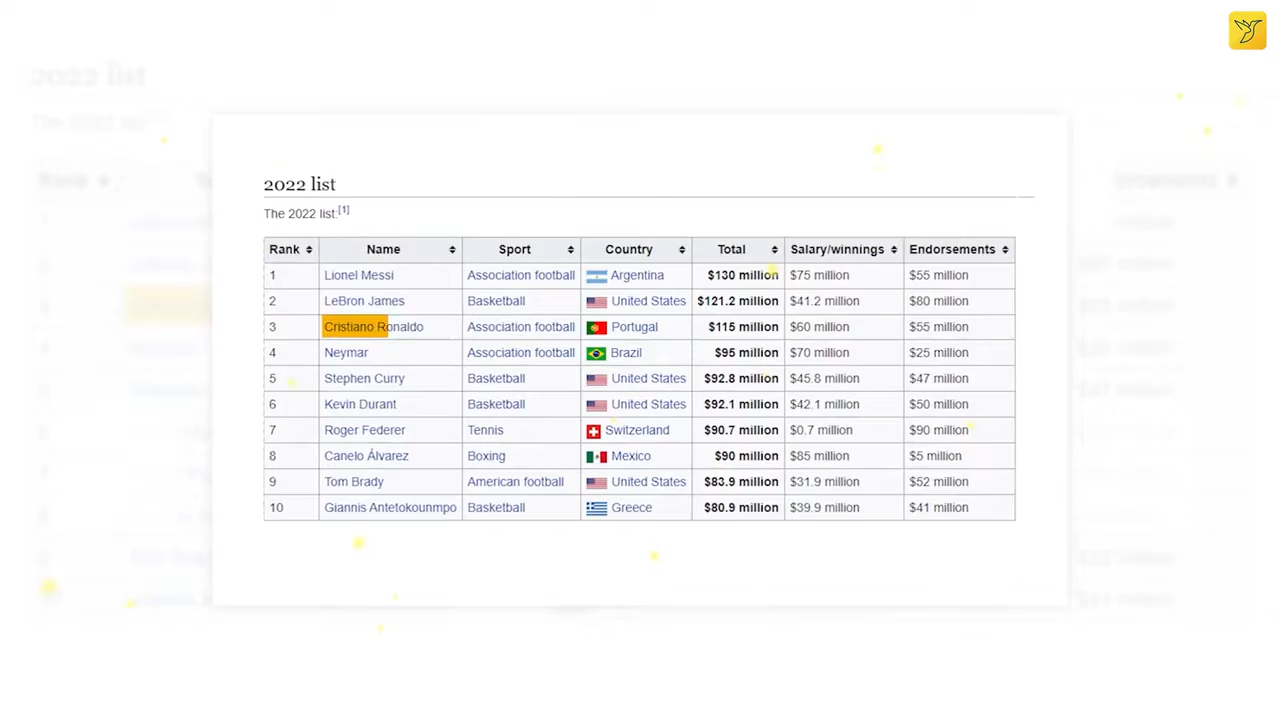 2022 list
The 2022 list:[1]
Rank Name Sport Country Total Salary/winnings Endorsements
1 Lionel Messi Association football Argentina $130 million $75 million $55 million
2 LeBron James Basketball United States $121.2 million $41.2 million $80 million
3 Cristiano Ronaldo Association football Portugal $115 million $60 million $55 million
4 Neymar Association football Brazil $95 million $70 million $25 million
5 Stephen Curry Basketball United States $92.8 million $45.8 million $47 million
6 Kevin Durant Basketball United States $92.1 million $42.1 million $50 million
7 Roger Federer Tennis Switzerland $90.7 million $0.7 million $90 million
8 Canelo Álvarez Boxing Mexico $90 million $85 million $5 million
9 Tom Brady American football United States $83.9 million $31.9 million $52 million
10 Giannis Antetokounmpo Basketball Greece $80.9 million $39.9 million $41 million